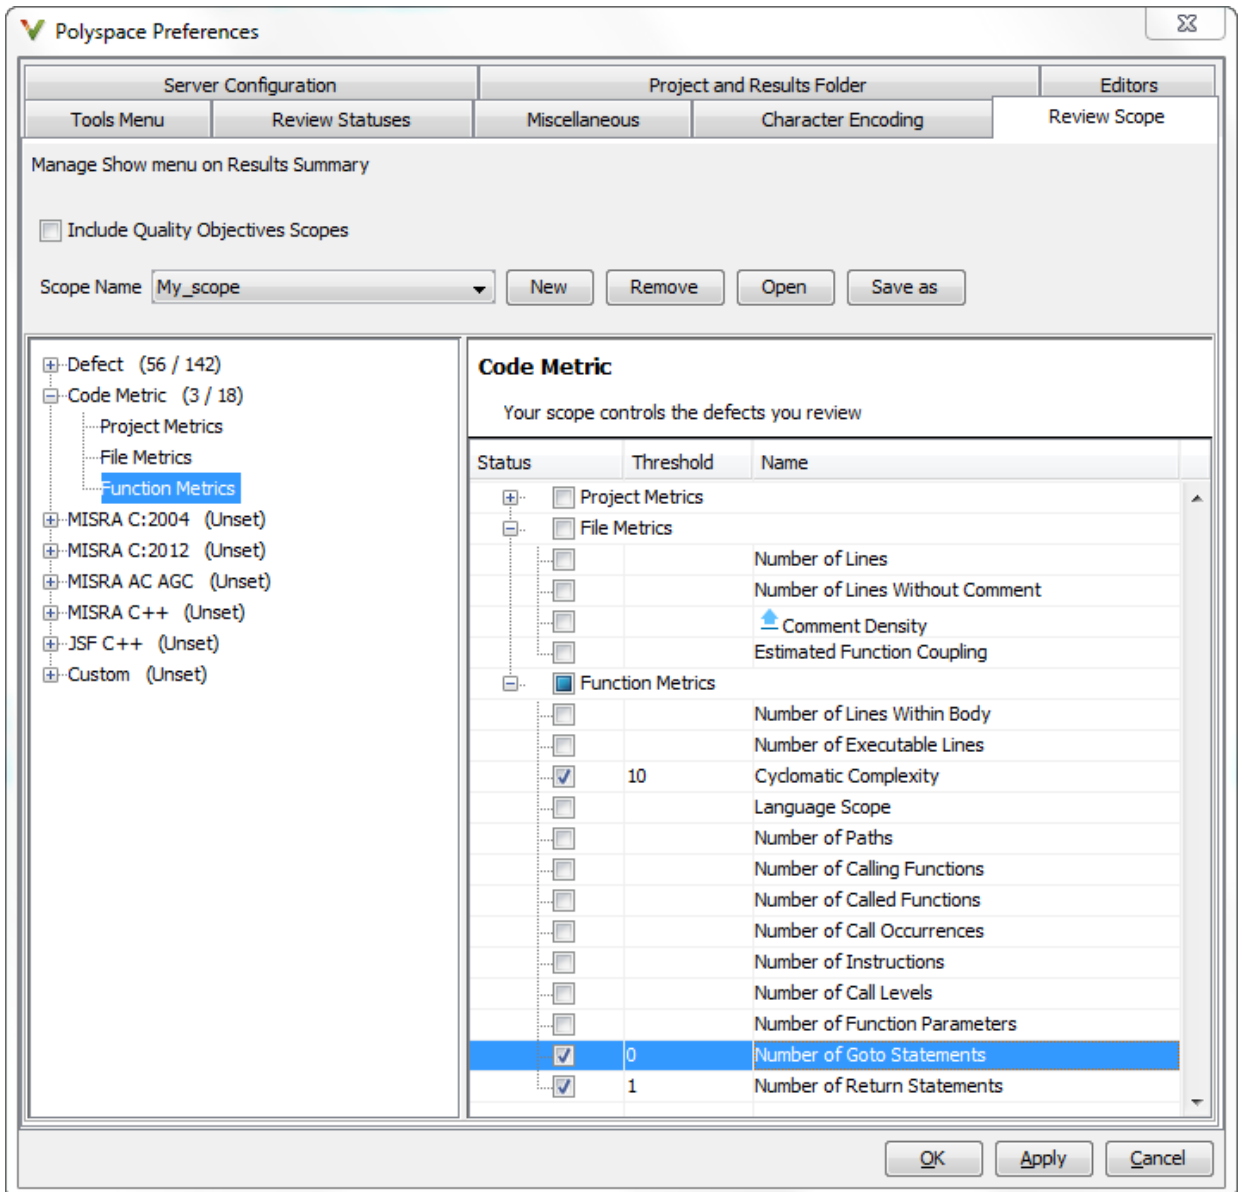 Polyspace Preferences
Server Configuration Project and Results Folder Editors
Tools Menu Review Statuses Miscellaneous Character Encoding Review Scope
Manage Show menu on Results Summary
Include Quality Objectives Scopes
Scope Name My_scope New Remove Open Save as
Defect (56 / 142)
Code Metric (3 / 18)
Project Metrics
File Metrics
Function Metrics
MISRA C:2004 (Unset)
MISRA C:2012 (Unset)
MISRA AC AGC (Unset)
MISRA C++ (Unset)
JSF C++ (Unset)
Custom (Unset)
Code Metric
Your scope controls the defects you review
Status Threshold Name
Project Metrics
File Metrics
Number of Lines
Number of Lines Without Comment
Comment Density
Estimated Function Coupling
Function Metrics
Number of Lines Within Body
Number of Executable Lines
10 Cyclomatic Complexity
Language Scope
Number of Paths
Number of Calling Functions
Number of Called Functions
Number of Call Occurrences
Number of Instructions
Number of Call Levels
Number of Function Parameters
0 Number of Goto Statements
1 Number of Return Statements
OK Apply Cancel